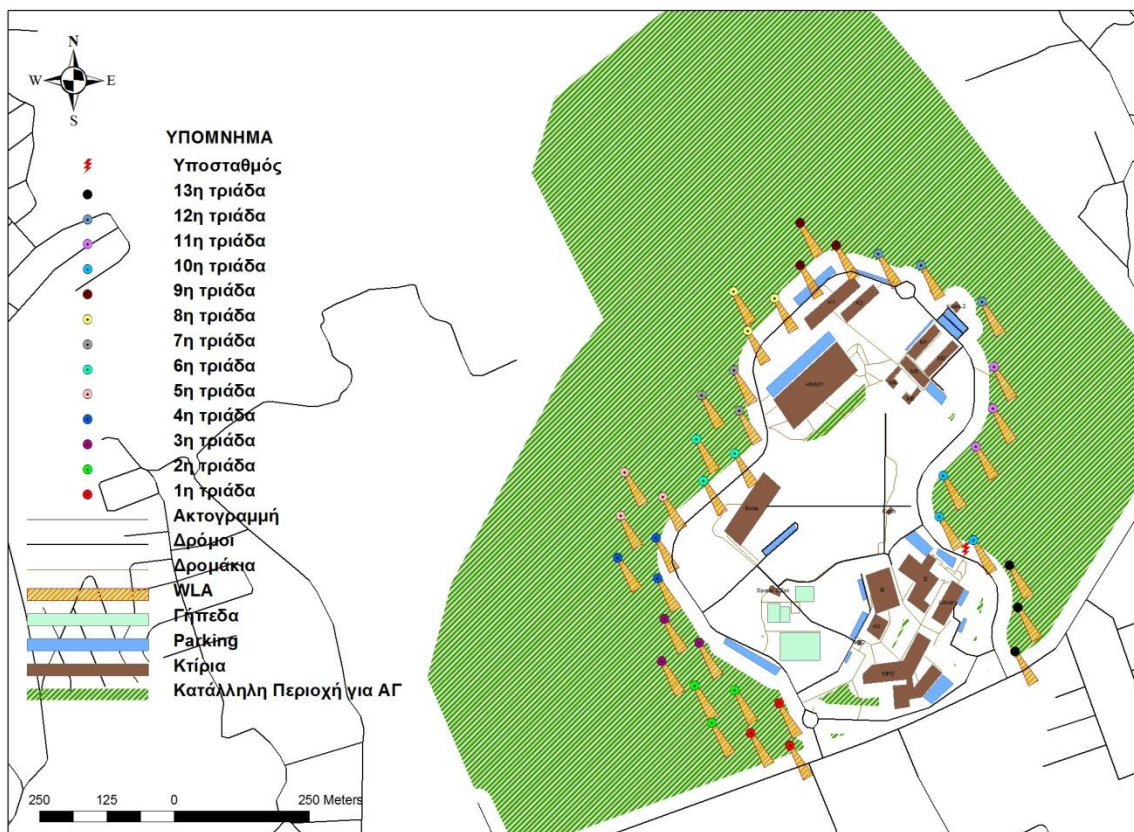 N
W E
S
ΥΠΟΜΝΗΜΑ
Υποσταθμός
13η τριάδα
12η τριάδα
11η τριάδα
10η τριάδα
9η τριάδα
8η τριάδα
7η τριάδα
6η τριάδα
5η τριάδα
4η τριάδα
3η τριάδα
2η τριάδα
1η τριάδα
Ακτογραμμή
Δρόμοι
Δρομάκια
WLA
Γήπεδα
Parking
Κτίρια
Κατάλληλη Περιοχή για ΑΓ
250 125 0 250 Meters
K1
K2